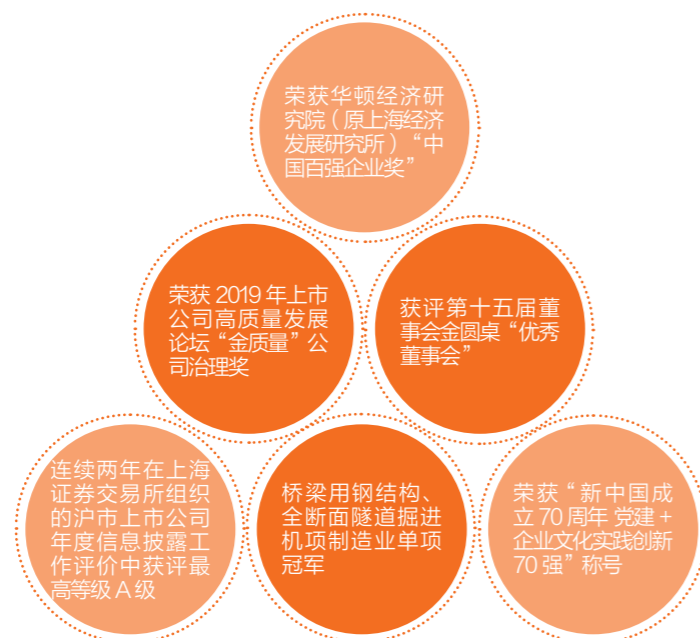 荣获华顿经济研
究院（原上海经济
发展研究所）“中
国百强企业奖”
荣获 2019 年上市
公司高质量发展
论坛“金质量”公
司治理奖
获评第十五届董
事会金圆桌“优秀
董事会”
连续两年在上海
证券交易所组织
的沪市上市公司
年度信息披露工
作评价中获评最
高等级 A 级
桥梁用钢结构、
全断面隧道掘进
机项制造业单项
冠军
荣获“新中国成
立 70 周年 党建 +
企业文化实践创新
70 强”称号